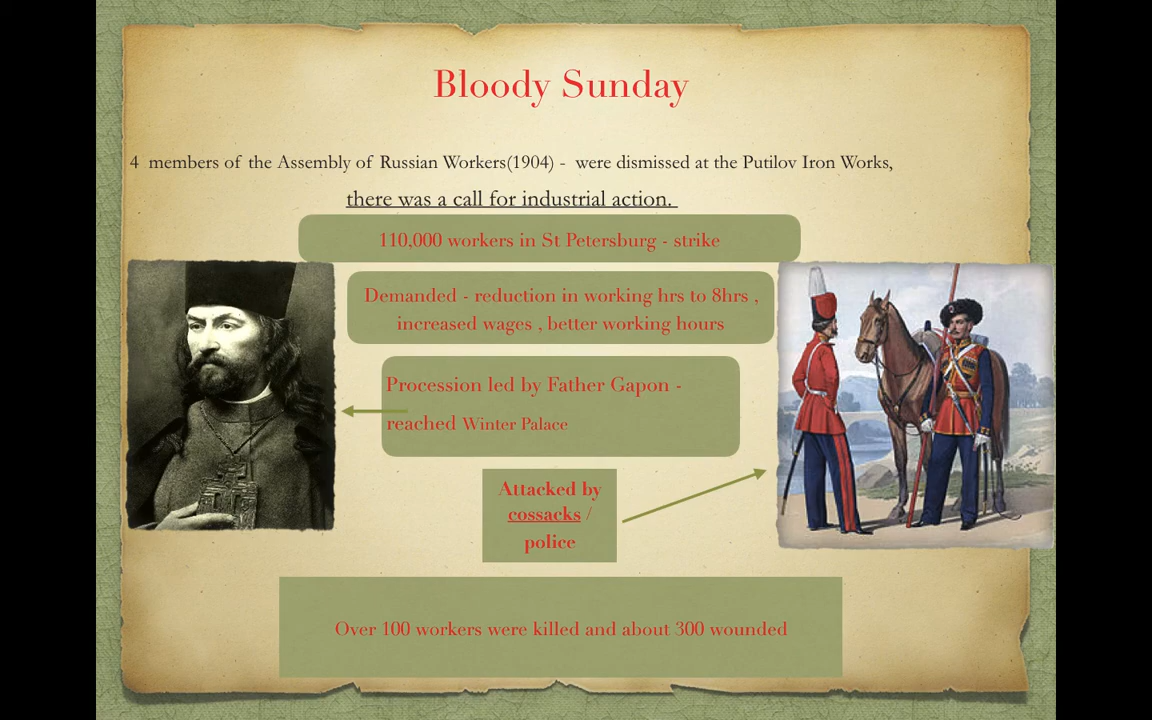 Bloody Sunday
4 members of the Assembly of Russian Workers(1904) - were dismissed at the Putilov Iron Works,
there was a call for industrial action.
110,000 workers in St Petersburg - strike
Demanded - reduction in working hrs to 8hrs ,
increased wages , better working hours
Procession led by Father Gapon -
reached Winter Palace
Attacked by
cossacks /
police
Over 100 workers were killed and about 300 wounded